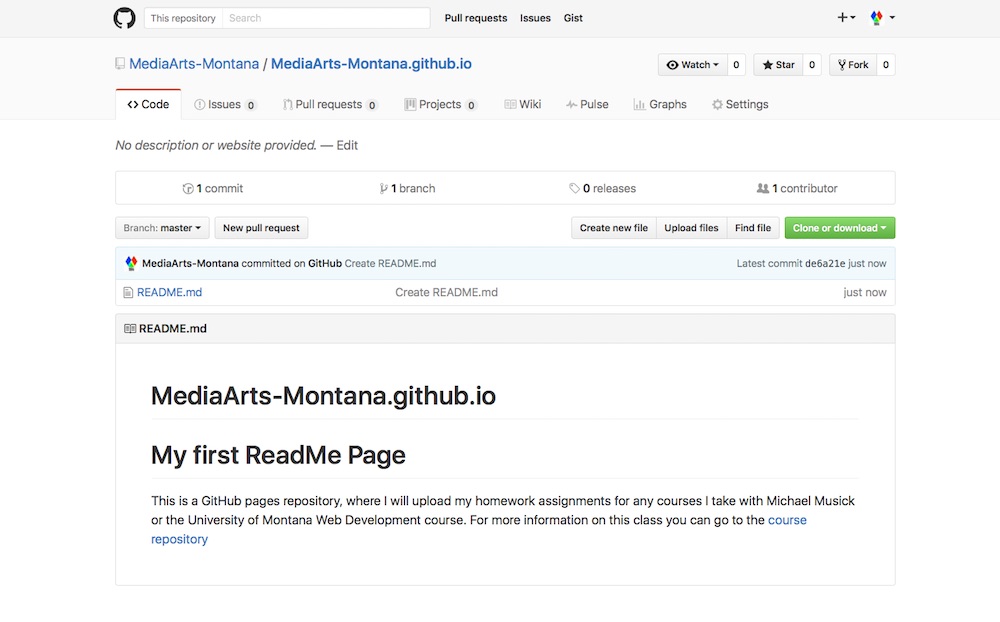 This repository Search Pull requests Issues Gist
MediaArts-Montana / MediaArts-Montana.github.io Watch 0 Star 0 Fork 0
Code Issues 0 Pull requests 0 Projects 0 Wiki Pulse Graphs Settings
No description or website provided. — Edit
1 commit 1 branch 0 releases 1 contributor
Branch: master New pull request Create new file Upload files Find file Clone or download
MediaArts-Montana committed on GitHub Create README.md Latest commit de6a21e just now
README.md Create README.md just now
README.md
MediaArts-Montana.github.io
My first ReadMe Page
This is a GitHub pages repository, where I will upload my homework assignments for any courses I take with Michael Musick
or the University of Montana Web Development course. For more information on this class you can go to the course
repository